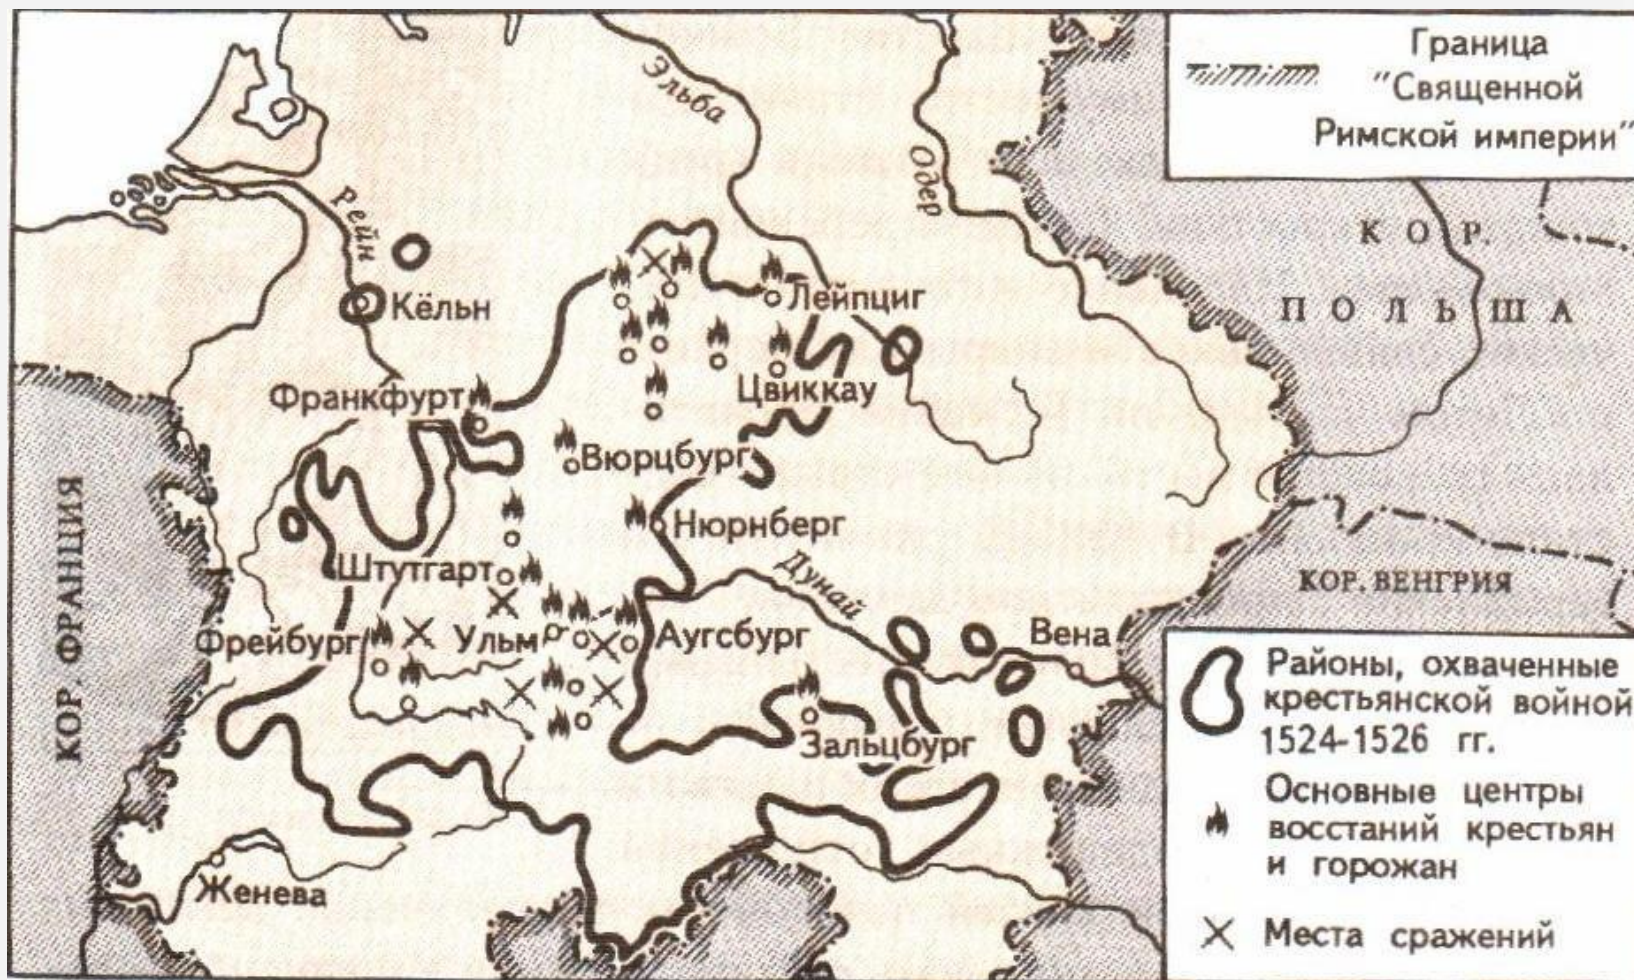 Граница
"Священной
Римской империи"
Эльба
Одер
Рейн
КОР.
ПОЛЬША
Кёльн
Лейпциг
Франкфурт
Цвиккау
Вюрцбург
КОР. ФРАНЦИЯ
Нюрнберг
Штутгарт
Дунай
КОР. ВЕНГРИЯ
Фрейбург
Ульм
Аугсбург
Вена
Зальцбург
Женева
Районы, охваченные
крестьянской войной
1524-1526 гг.
Основные центры
восстаний крестьян
и горожан
Места сражений